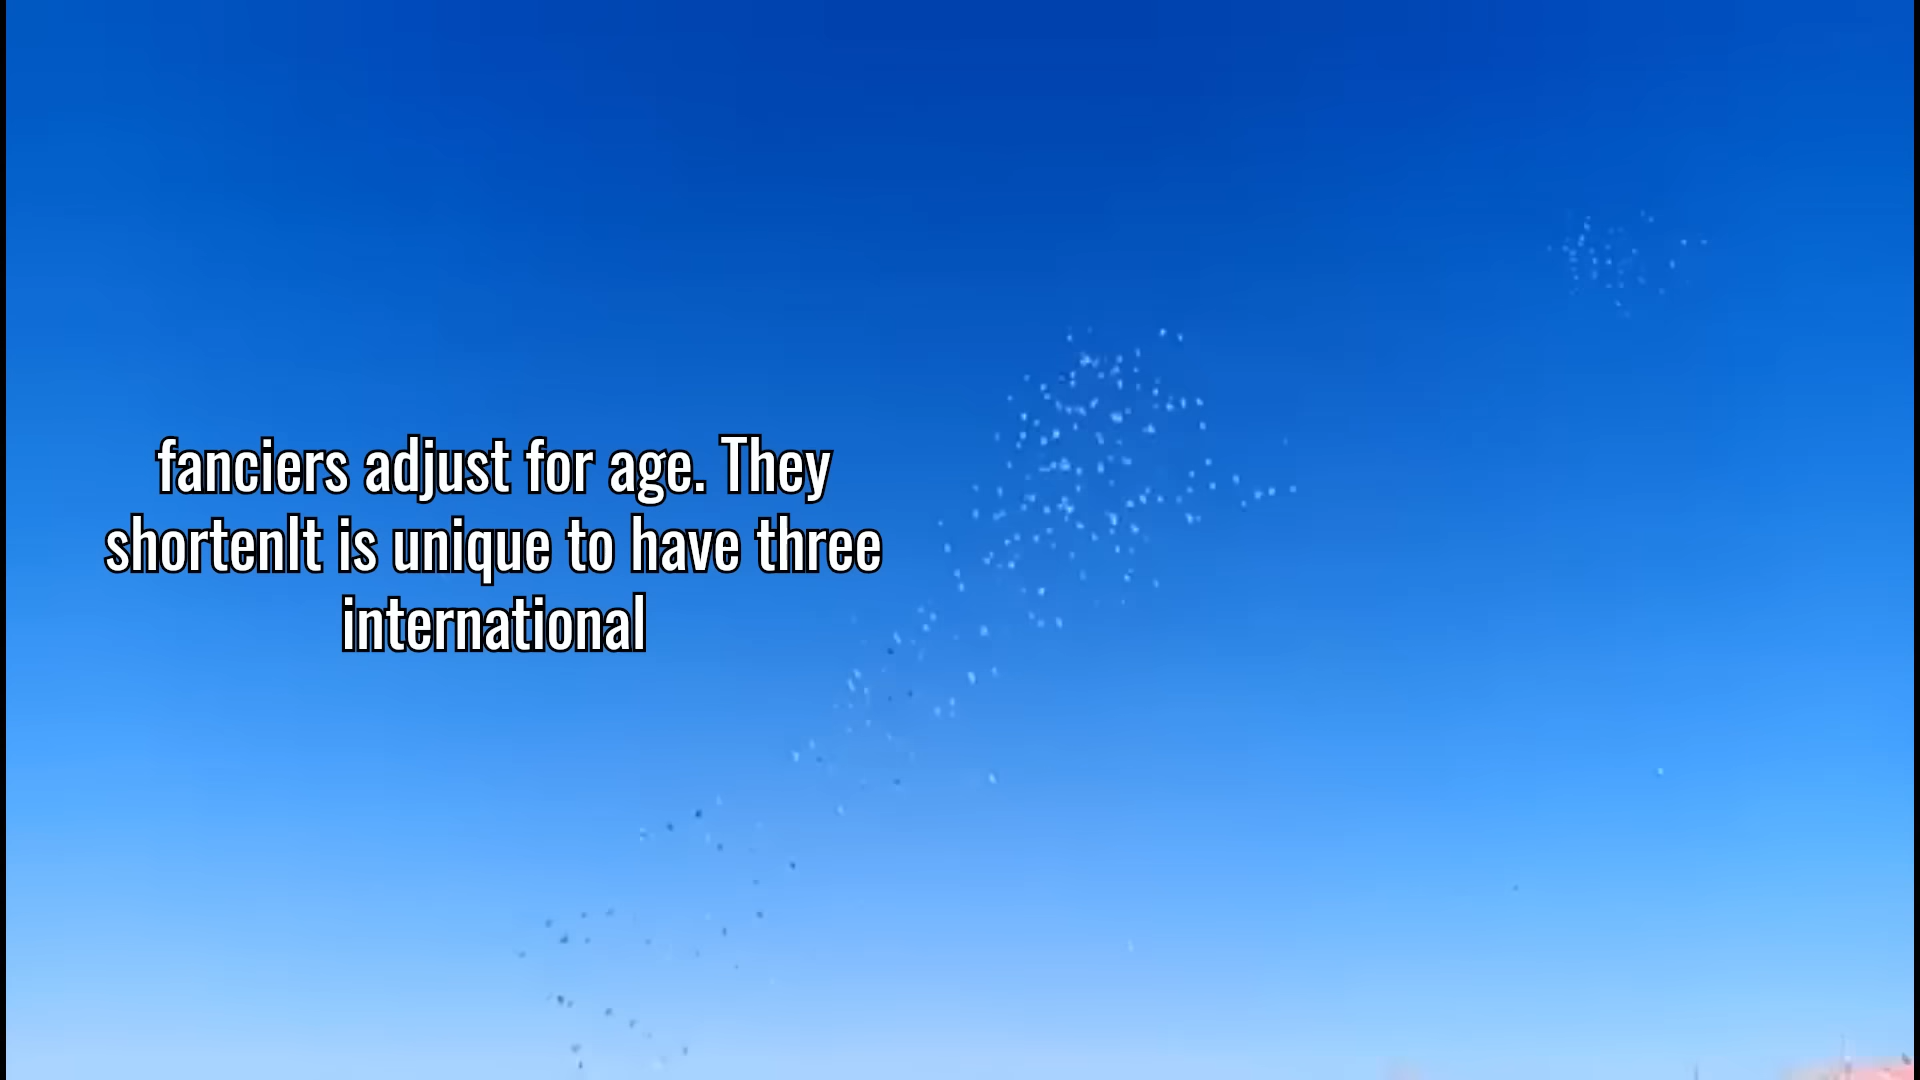 fanciers adjust for age. They
shortenIt is unique to have three
international